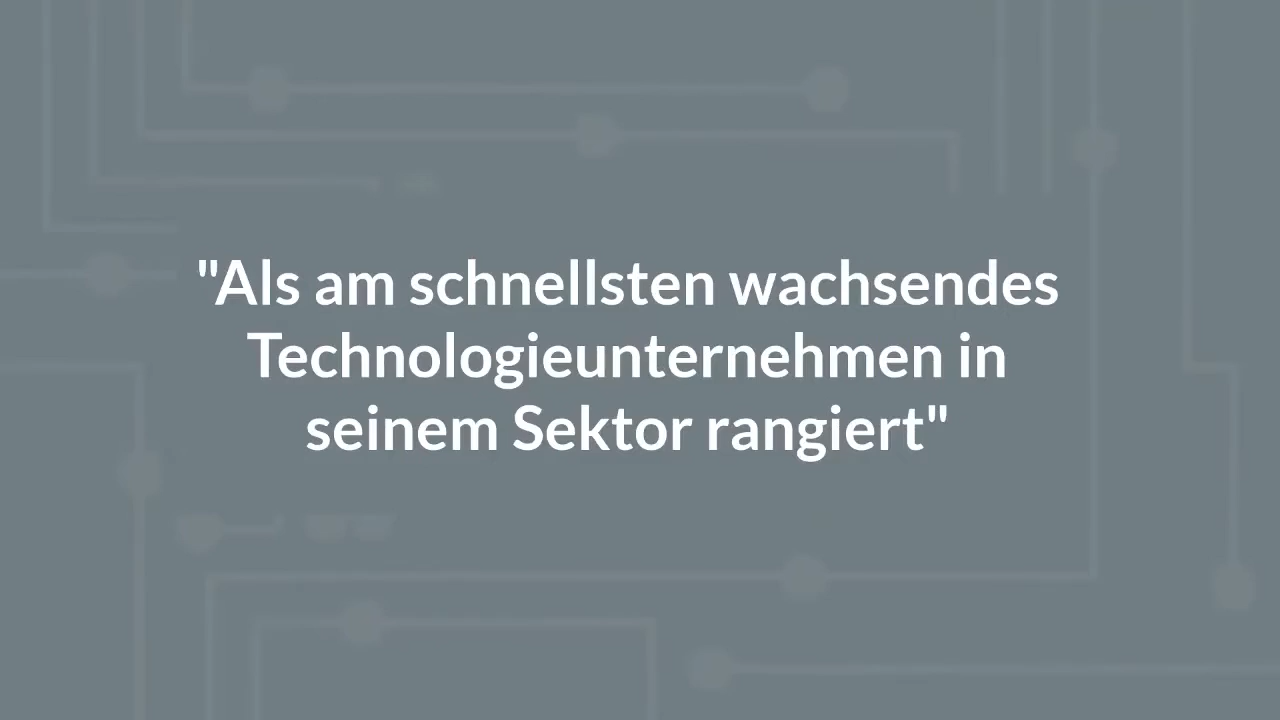 "Als am schnellsten wachsendes
Technologieunternehmen in
seinem Sektor rangiert"